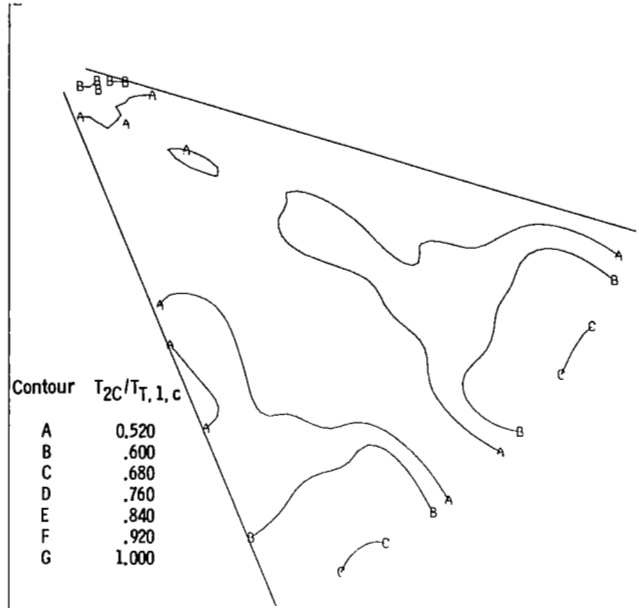 B B B B
B
A
A A
A
A
B
C
A
A
C
Contour T2C/TT, 1, c
A 0.520
B .600
C .680
D .760
E .840
F .920
G 1.000
A
B
A
A
B
B
C
C